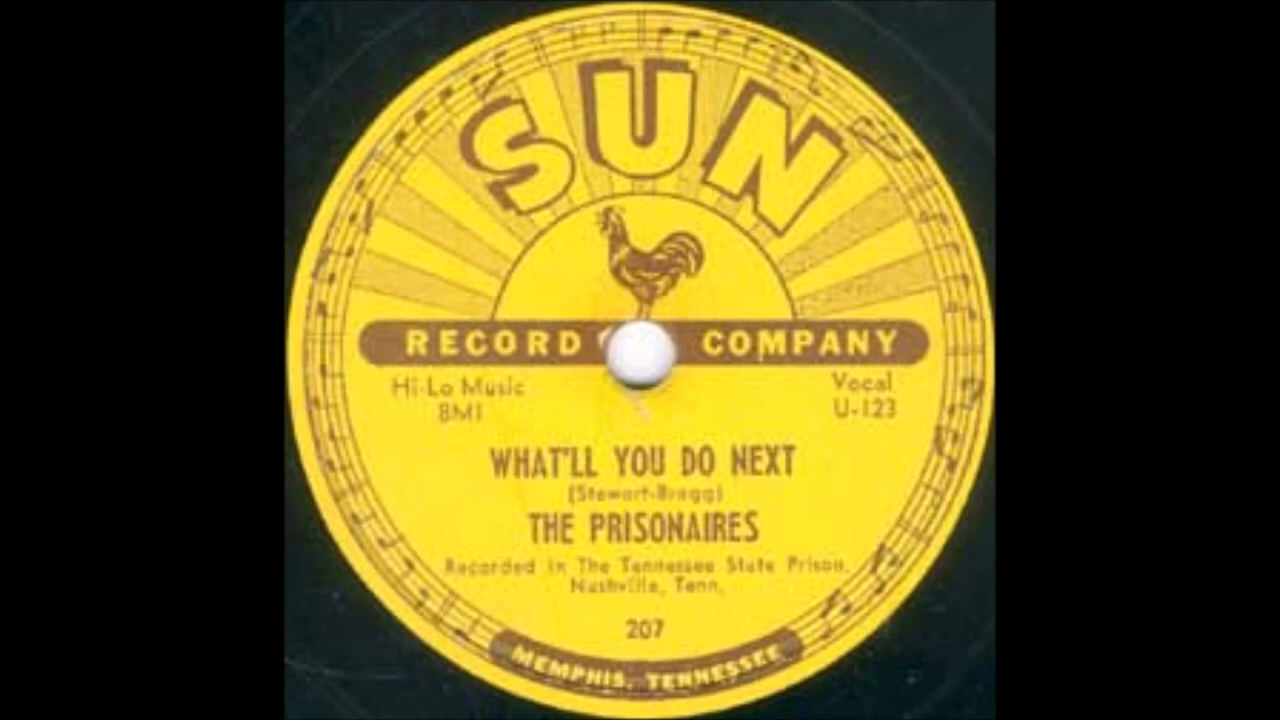 SUN
RECORD COMPANY
Hi-Lo Music
BMI
Vocal
U-123
WHAT'LL YOU DO NEXT
(Stewart-Bragg)
THE PRISONAIRES
Recorded In The Tennessee State Prison,
Nashville, Tenn.
207
MEMPHIS, TENNESSEE